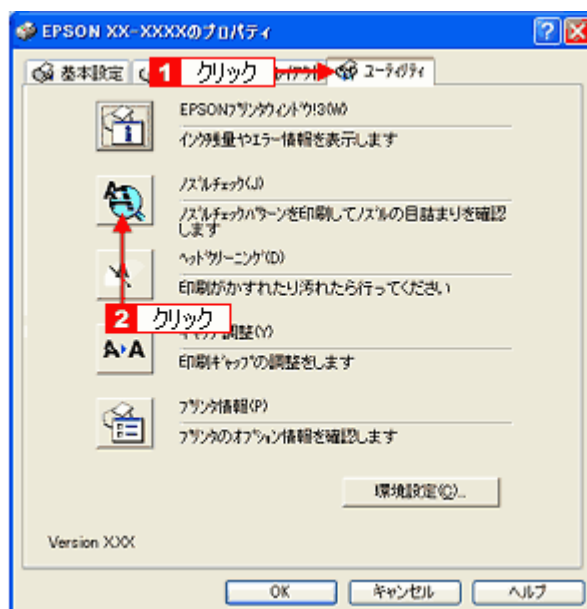 EPSON XX-XXXXのプロパティ
基本設定
1 クリック
ユーティリティ
EPSONプリンタウィンドウ!3(W)
インク残量やエラー情報を表示します
ノズルチェック(J)
ノズルチェックパターンを印刷してノズルの目詰まりを確認
します
ヘッドクリーニング(D)
印刷がかすれたり汚れたら行ってください
2 クリック
ギャップ調整(Y)
印刷ギャップの調整をします
プリンタ情報(P)
プリンタのオプション情報を確認します
環境設定(C)...
Version XXX
OK
キャンセル
ヘルプ